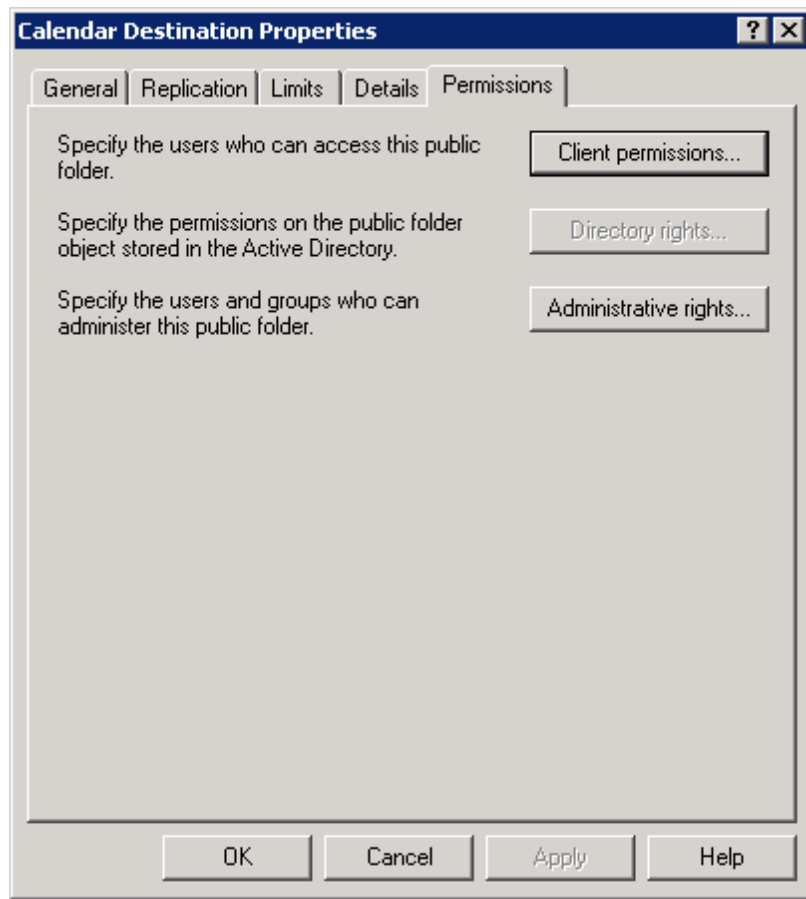 Calendar Destination Properties
General Replication Limits Details Permissions
Specify the users who can access this public
folder.
Client permissions...
Specify the permissions on the public folder
object stored in the Active Directory.
Directory rights...
Specify the users and groups who can
administer this public folder.
Administrative rights...
OK Cancel Apply Help